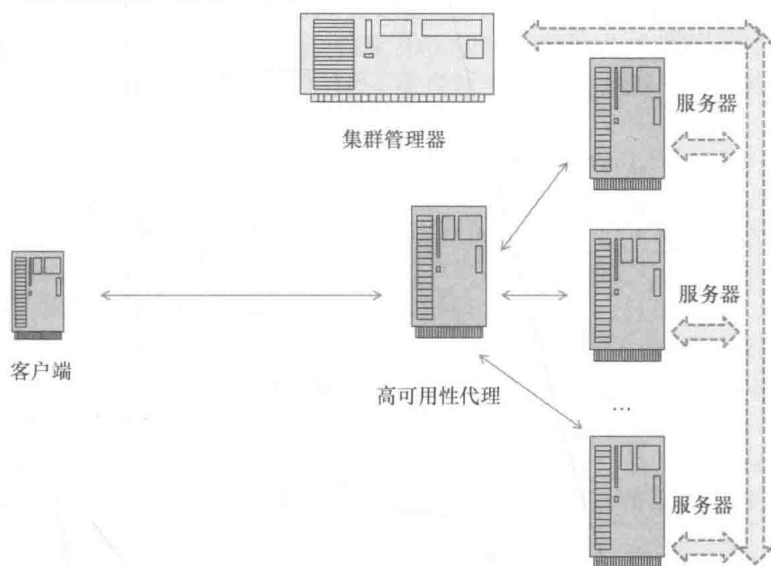 集群管理器
服务器
服务器
客户端
高可用性代理
…
服务器